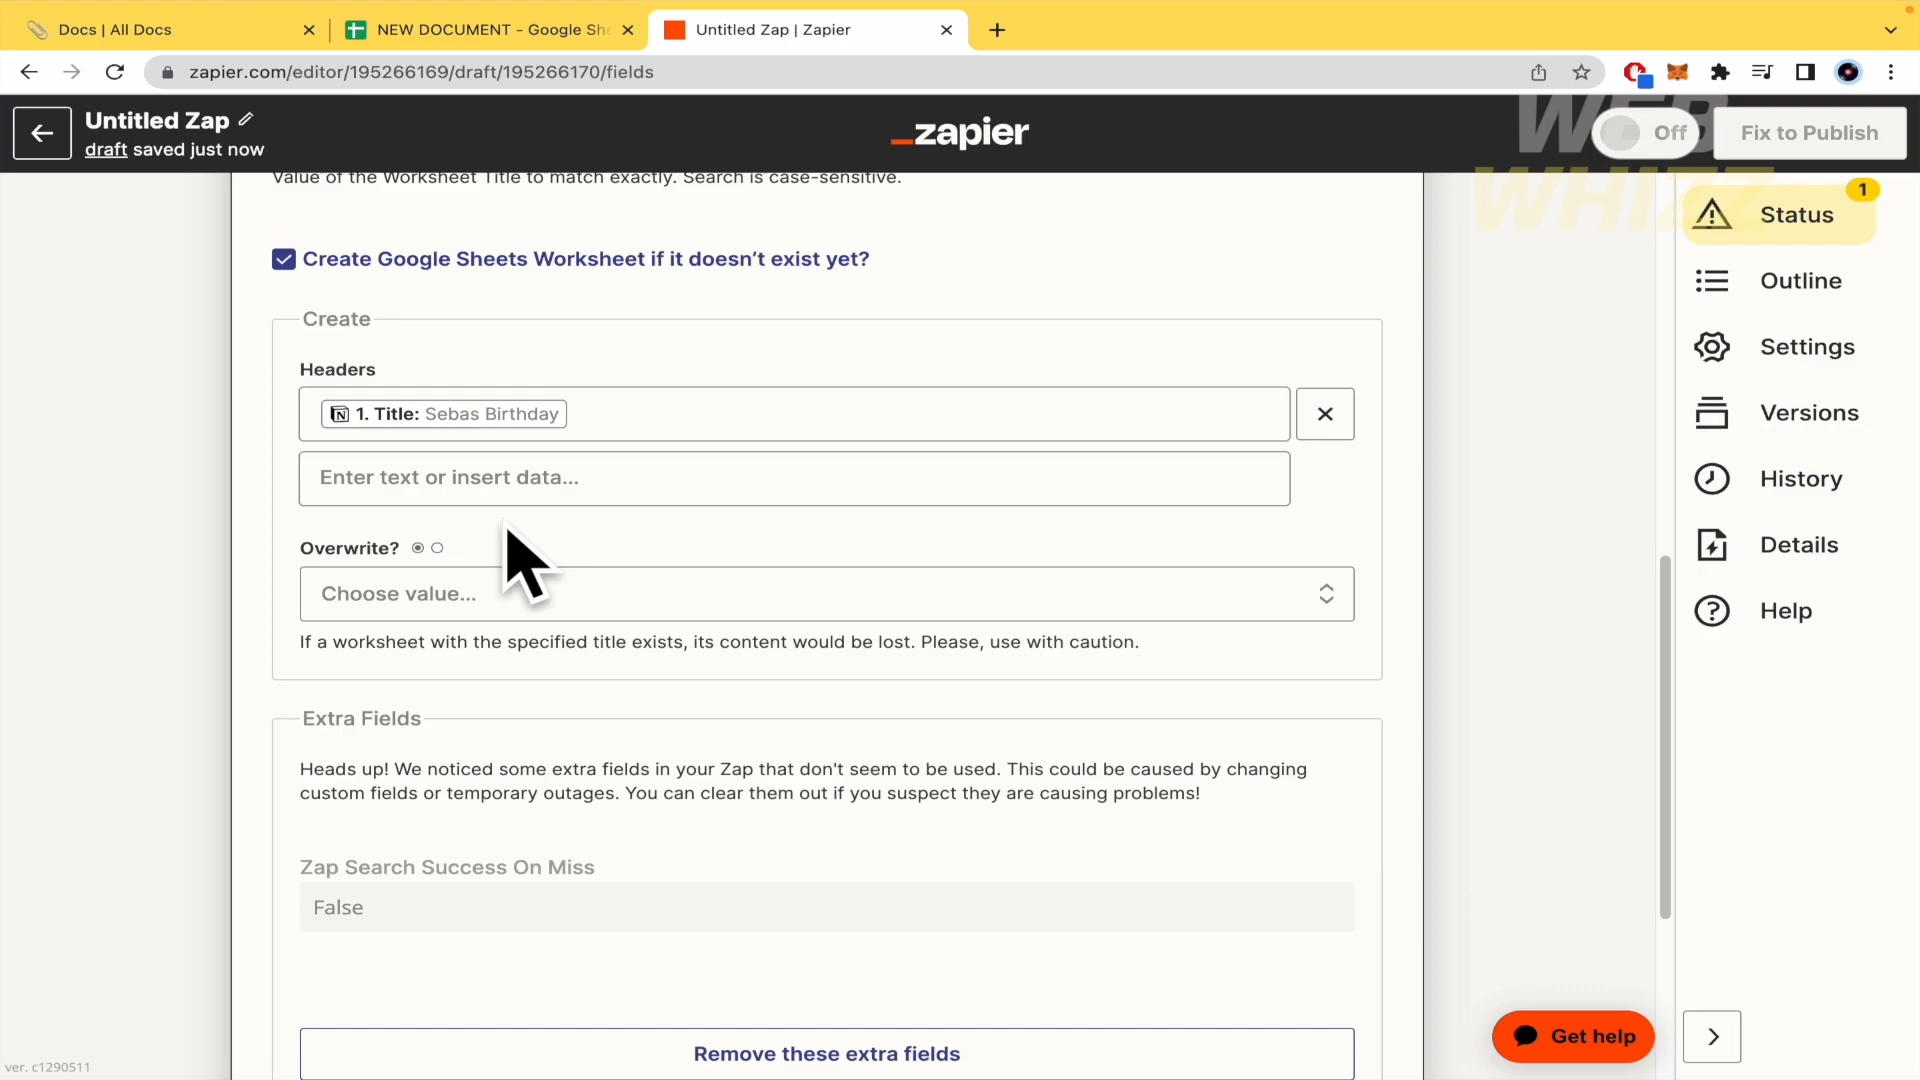 Docs | All Docs
NEW DOCUMENT - Google She
Untitled Zap | Zapier
zapier.com/editor/195266169/draft/195266170/fields
Untitled Zap
draft saved just now
zapier
Off
Fix to Publish
WEB
WHIZZ
Value of the Worksheet Title to match exactly. Search is case-sensitive.
1
Status
Create Google Sheets Worksheet if it doesn’t exist yet?
Outline
Create
Settings
Headers
1. Title: Sebas Birthday
Versions
Enter text or insert data...
History
Overwrite?
Details
Choose value...
Help
If a worksheet with the specified title exists, its content would be lost. Please, use with caution.
Extra Fields
Heads up! We noticed some extra fields in your Zap that don't seem to be used. This could be caused by changing
custom fields or temporary outages. You can clear them out if you suspect they are causing problems!
Zap Search Success On Miss
False
Get help
Remove these extra fields
ver. c1290511